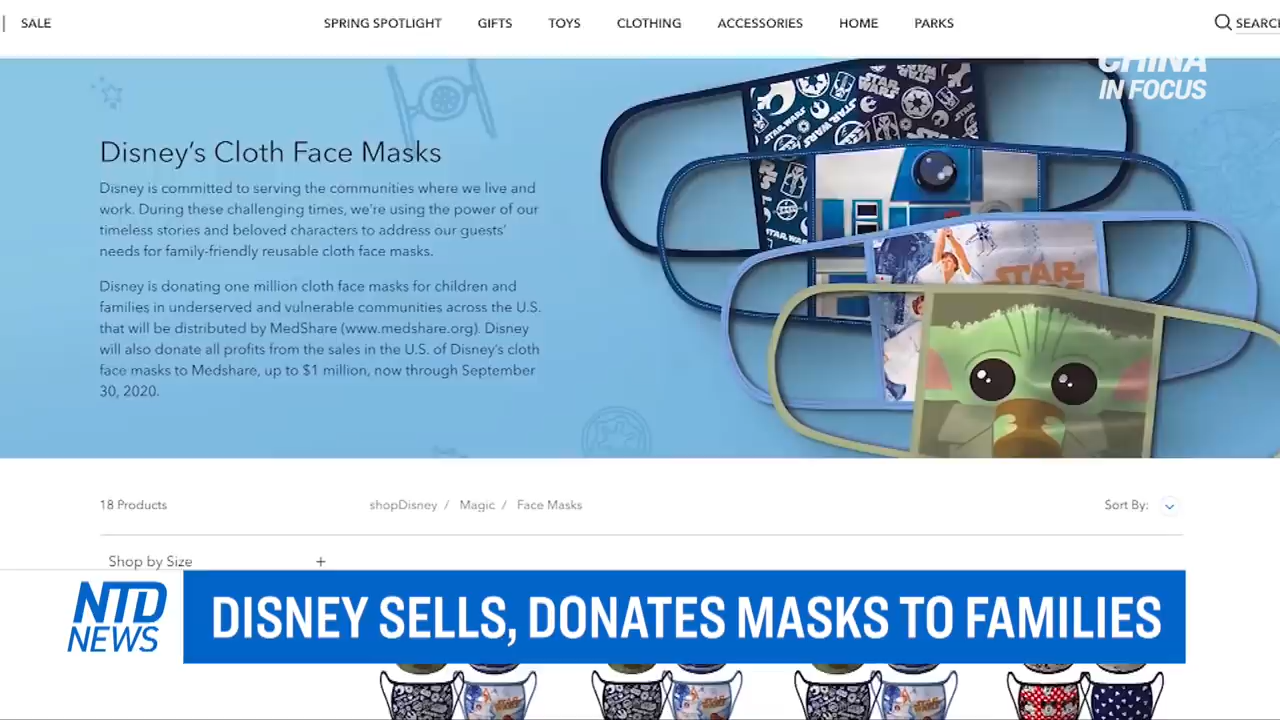 SALE
SPRING SPOTLIGHT
GIFTS
TOYS
CLOTHING
ACCESSORIES
HOME
PARKS
SEARCH
CHINA
IN FOCUS
Disney's Cloth Face Masks
Disney is committed to serving the communities where we live and
work. During these challenging times, we're using the power of our
timeless stories and beloved characters to address our guests'
needs for family-friendly reusable cloth face masks.
Disney is donating one million cloth face masks for children and
families in underserved and vulnerable communities across the U.S.
that will be distributed by MedShare (www.medshare.org). Disney
will also donate all profits from the sales in the U.S. of Disney's cloth
face masks to Medshare, up to $1 million, now through September
30, 2020.
STAR WARS
STAR
18 Products
shopDisney / Magic / Face Masks
Sort By:
Shop by Size +
NTD
NEWS
DISNEY SELLS, DONATES MASKS TO FAMILIES